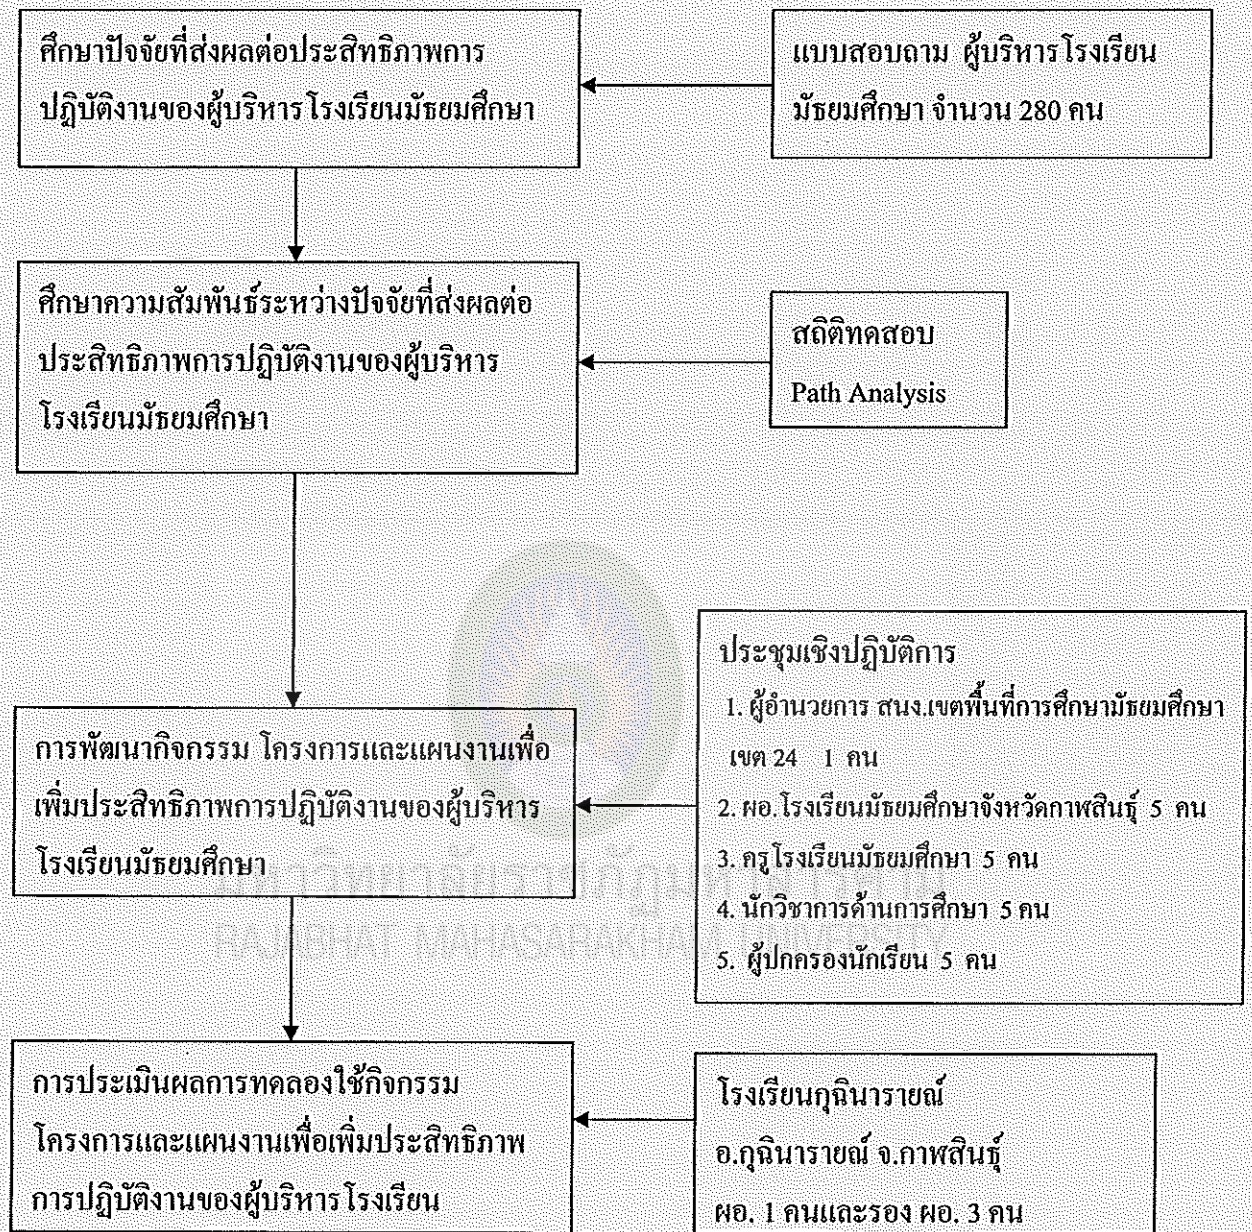 ศึกษาปัจจัยที่ส่งผลต่อประสิทธิภาพการ
ปฏิบัติงานของผู้บริหารโรงเรียนมัธยมศึกษา
แบบสอบถาม ผู้บริหารโรงเรียน
มัธยมศึกษา จำนวน 280 คน
ศึกษาความสัมพันธ์ระหว่างปัจจัยที่ส่งผลต่อ
ประสิทธิภาพการปฏิบัติงานของผู้บริหาร
โรงเรียนมัธยมศึกษา
สถิติทดสอบ
Path Analysis
การพัฒนากิจกรรม โครงการและแผนงานเพื่อ
เพิ่มประสิทธิภาพการปฏิบัติงานของผู้บริหาร
โรงเรียนมัธยมศึกษา
ประชุมเชิงปฏิบัติการ
1. ผู้อำนวยการ สนง.เขตพื้นที่การศึกษามัธยมศึกษา
เขต 24 1 คน
2. ผอ.โรงเรียนมัธยมศึกษาจังหวัดกาฬสินธุ์ 5 คน
3. ครูโรงเรียนมัธยมศึกษา 5 คน
4. นักวิชาการด้านการศึกษา 5 คน
5. ผู้ปกครองนักเรียน 5 คน
RAJABHAT MAHASARAKHAM UNIVERSITY
การประเมินผลการทดลองใช้กิจกรรม
โครงการและแผนงานเพื่อเพิ่มประสิทธิภาพ
การปฏิบัติงานของผู้บริหารโรงเรียน
โรงเรียนกุฉินารายณ์
อ.กุฉินารายณ์ จ.กาฬสินธุ์
ผอ. 1 คนและรอง ผอ. 3 คน